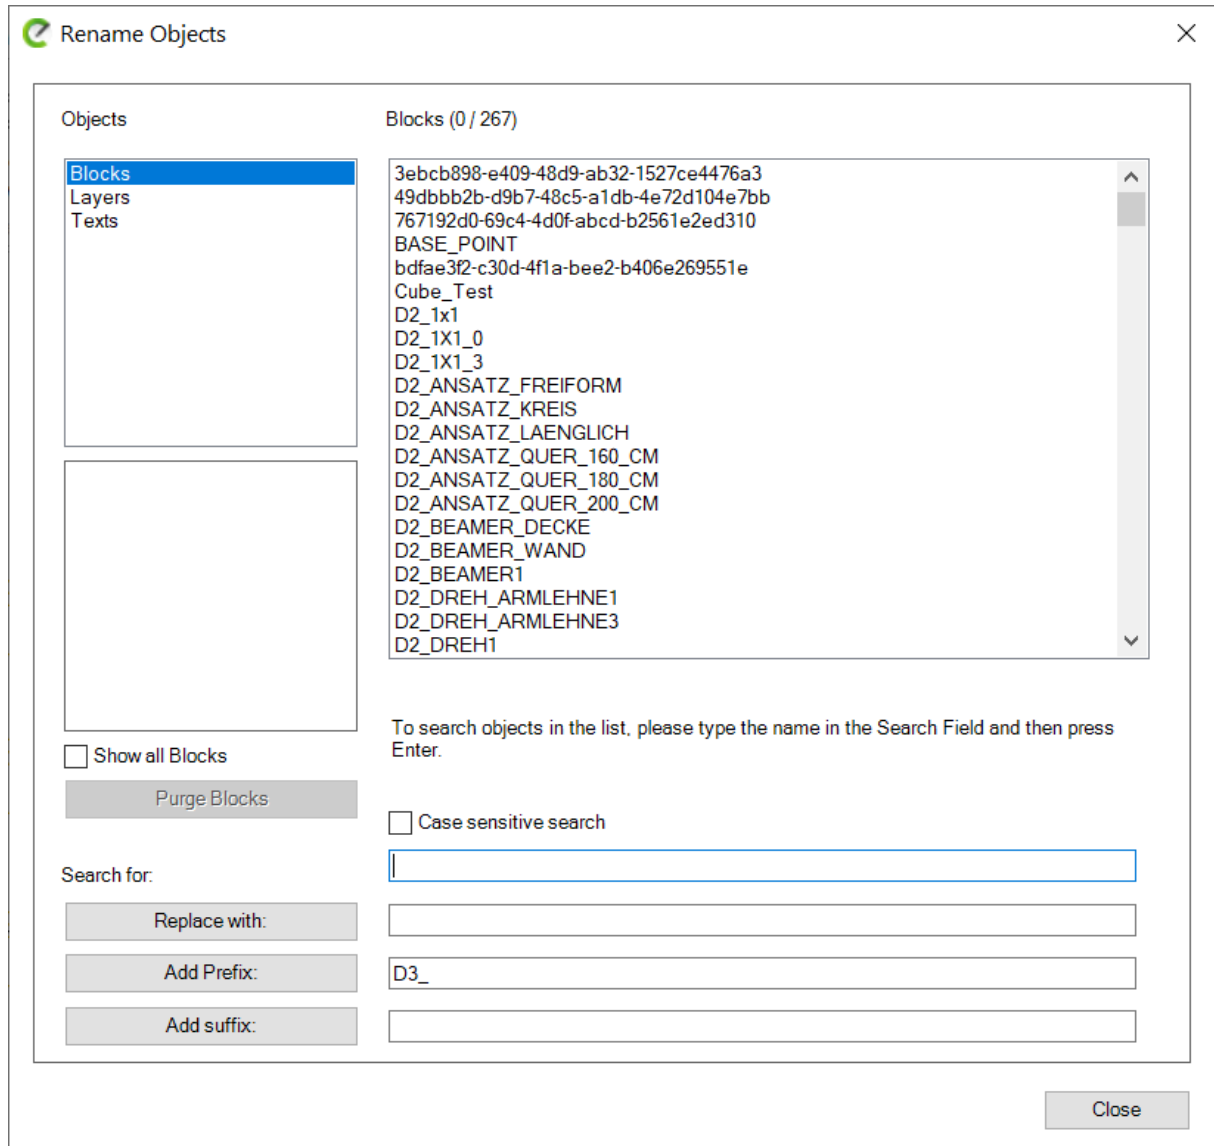 Rename Objects
Objects
Blocks (0 / 267)
Blocks
Layers
Texts
3ebcb898-e409-48d9-ab32-1527ce4476a3
49dbbb2b-d9b7-48c5-a1db-4e72d104e7bb
767192d0-69c4-4d0f-abcd-b2561e2ed310
BASE_POINT
bdfae3f2-c30d-4f1a-bee2-b406e269551e
Cube_Test
D2_1x1
D2_1X1_0
D2_1X1_3
D2_ANSATZ_FREIFORM
D2_ANSATZ_KREIS
D2_ANSATZ_LAENGLICH
D2_ANSATZ_QUER_160_CM
D2_ANSATZ_QUER_180_CM
D2_ANSATZ_QUER_200_CM
D2_BEAMER_DECKE
D2_BEAMER_WAND
D2_BEAMER1
D2_DREH_ARMLEHNE1
D2_DREH_ARMLEHNE3
D2_DREH1
Show all Blocks
Purge Blocks
To search objects in the list, please type the name in the Search Field and then press
Enter.
Case sensitive search
Search for:
Replace with:
Add Prefix:
D3_
Add suffix:
Close